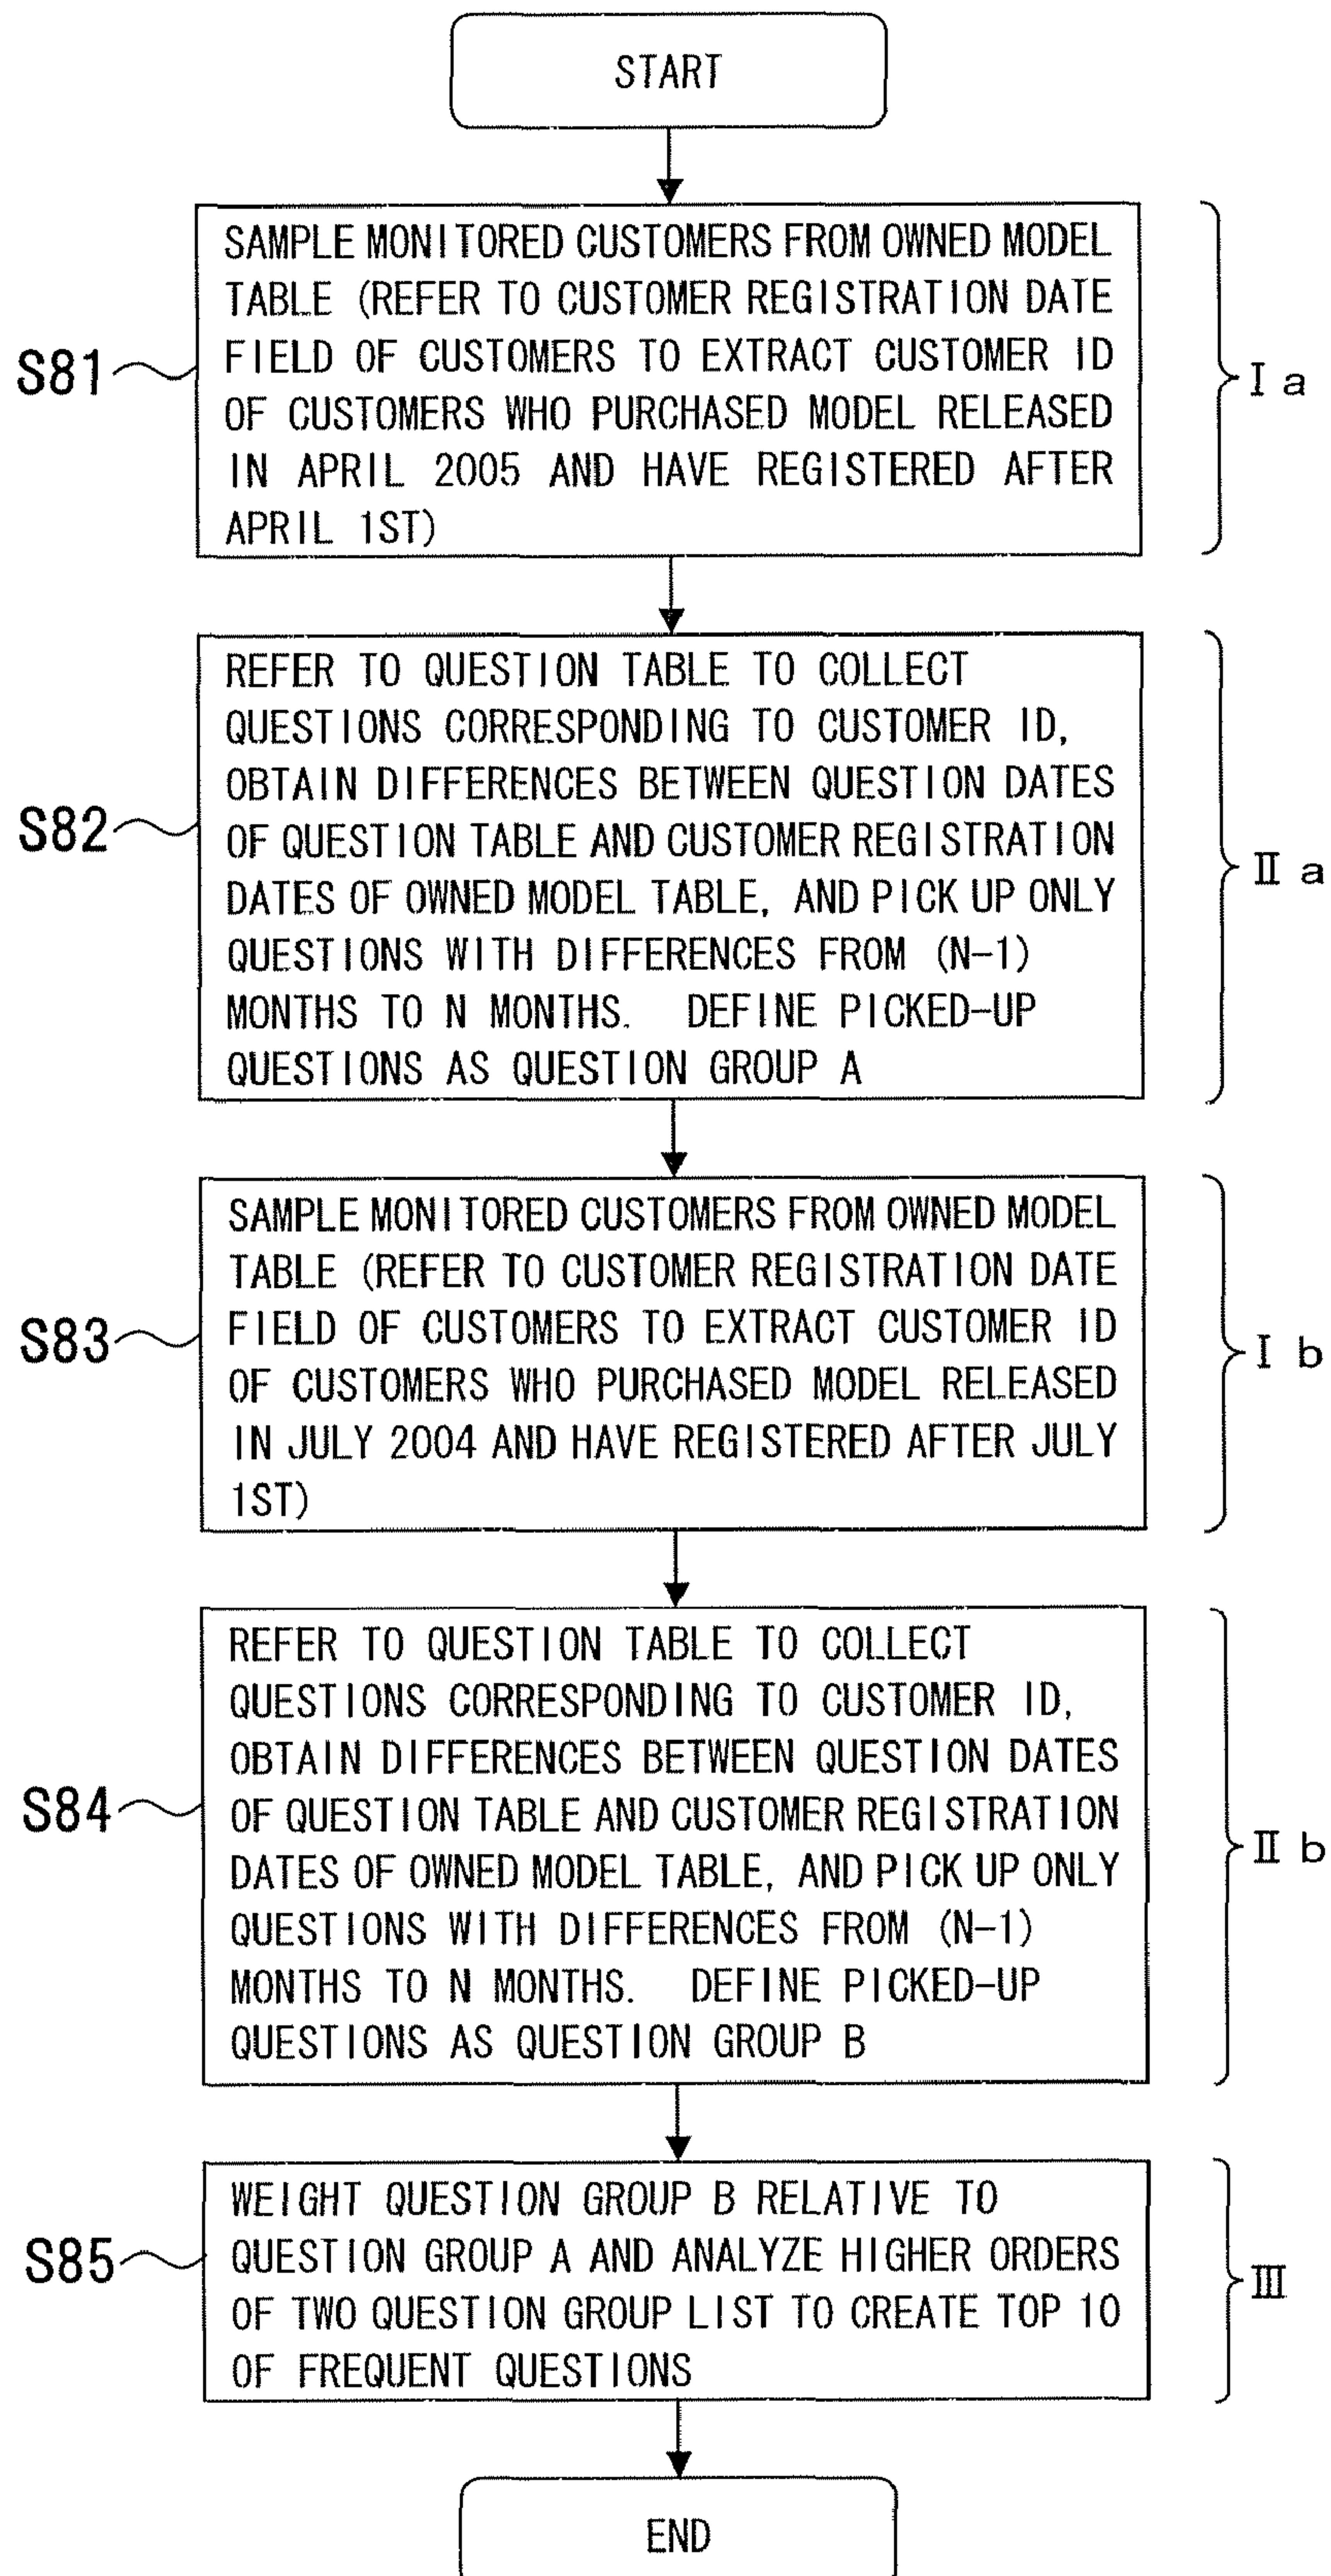 START
SAMPLE MONITORED CUSTOMERS FROM OWNED MODEL
TABLE (REFER TO CUSTOMER REGISTRATION DATE
FIELD OF CUSTOMERS TO EXTRACT CUSTOMER ID
OF CUSTOMERS WHO PURCHASED MODEL RELEASED
IN APRIL 2005 AND HAVE REGISTERED AFTER
APRIL 1ST)
S81
Ⅰa
REFER TO QUESTION TABLE TO COLLECT
QUESTIONS CORRESPONDING TO CUSTOMER ID,
OBTAIN DIFFERENCES BETWEEN QUESTION DATES
OF QUESTION TABLE AND CUSTOMER REGISTRATION
DATES OF OWNED MODEL TABLE, AND PICK UP ONLY
QUESTIONS WITH DIFFERENCES FROM (N-1)
MONTHS TO N MONTHS. DEFINE PICKED-UP
QUESTIONS AS QUESTION GROUP A
S82
Ⅱa
SAMPLE MONITORED CUSTOMERS FROM OWNED MODEL
TABLE (REFER TO CUSTOMER REGISTRATION DATE
FIELD OF CUSTOMERS TO EXTRACT CUSTOMER ID
OF CUSTOMERS WHO PURCHASED MODEL RELEASED
IN JULY 2004 AND HAVE REGISTERED AFTER JULY
1ST)
S83
Ⅰb
REFER TO QUESTION TABLE TO COLLECT
QUESTIONS CORRESPONDING TO CUSTOMER ID,
OBTAIN DIFFERENCES BETWEEN QUESTION DATES
OF QUESTION TABLE AND CUSTOMER REGISTRATION
DATES OF OWNED MODEL TABLE, AND PICK UP ONLY
QUESTIONS WITH DIFFERENCES FROM (N-1)
MONTHS TO N MONTHS. DEFINE PICKED-UP
QUESTIONS AS QUESTION GROUP B
S84
Ⅱb
WEIGHT QUESTION GROUP B RELATIVE TO
QUESTION GROUP A AND ANALYZE HIGHER ORDERS
OF TWO QUESTION GROUP LIST TO CREATE TOP 10
OF FREQUENT QUESTIONS
S85
Ⅲ
END